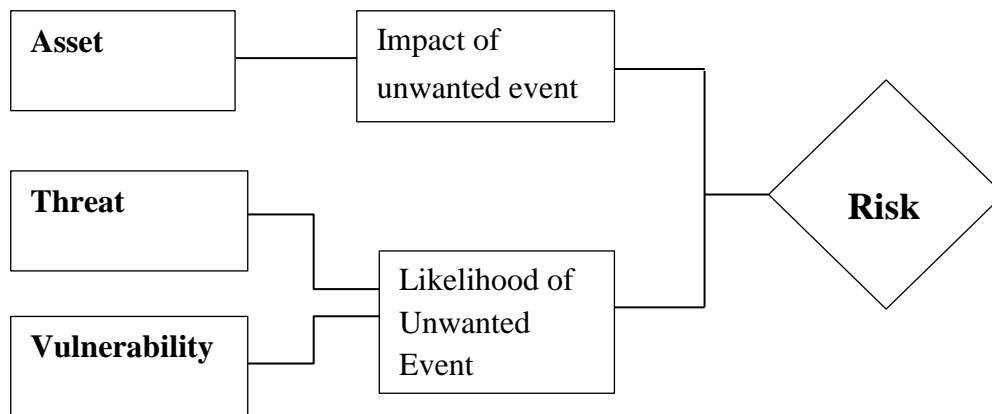 Asset
Impact of
unwanted event
Threat
Risk
Likelihood of
Unwanted
Event
Vulnerability